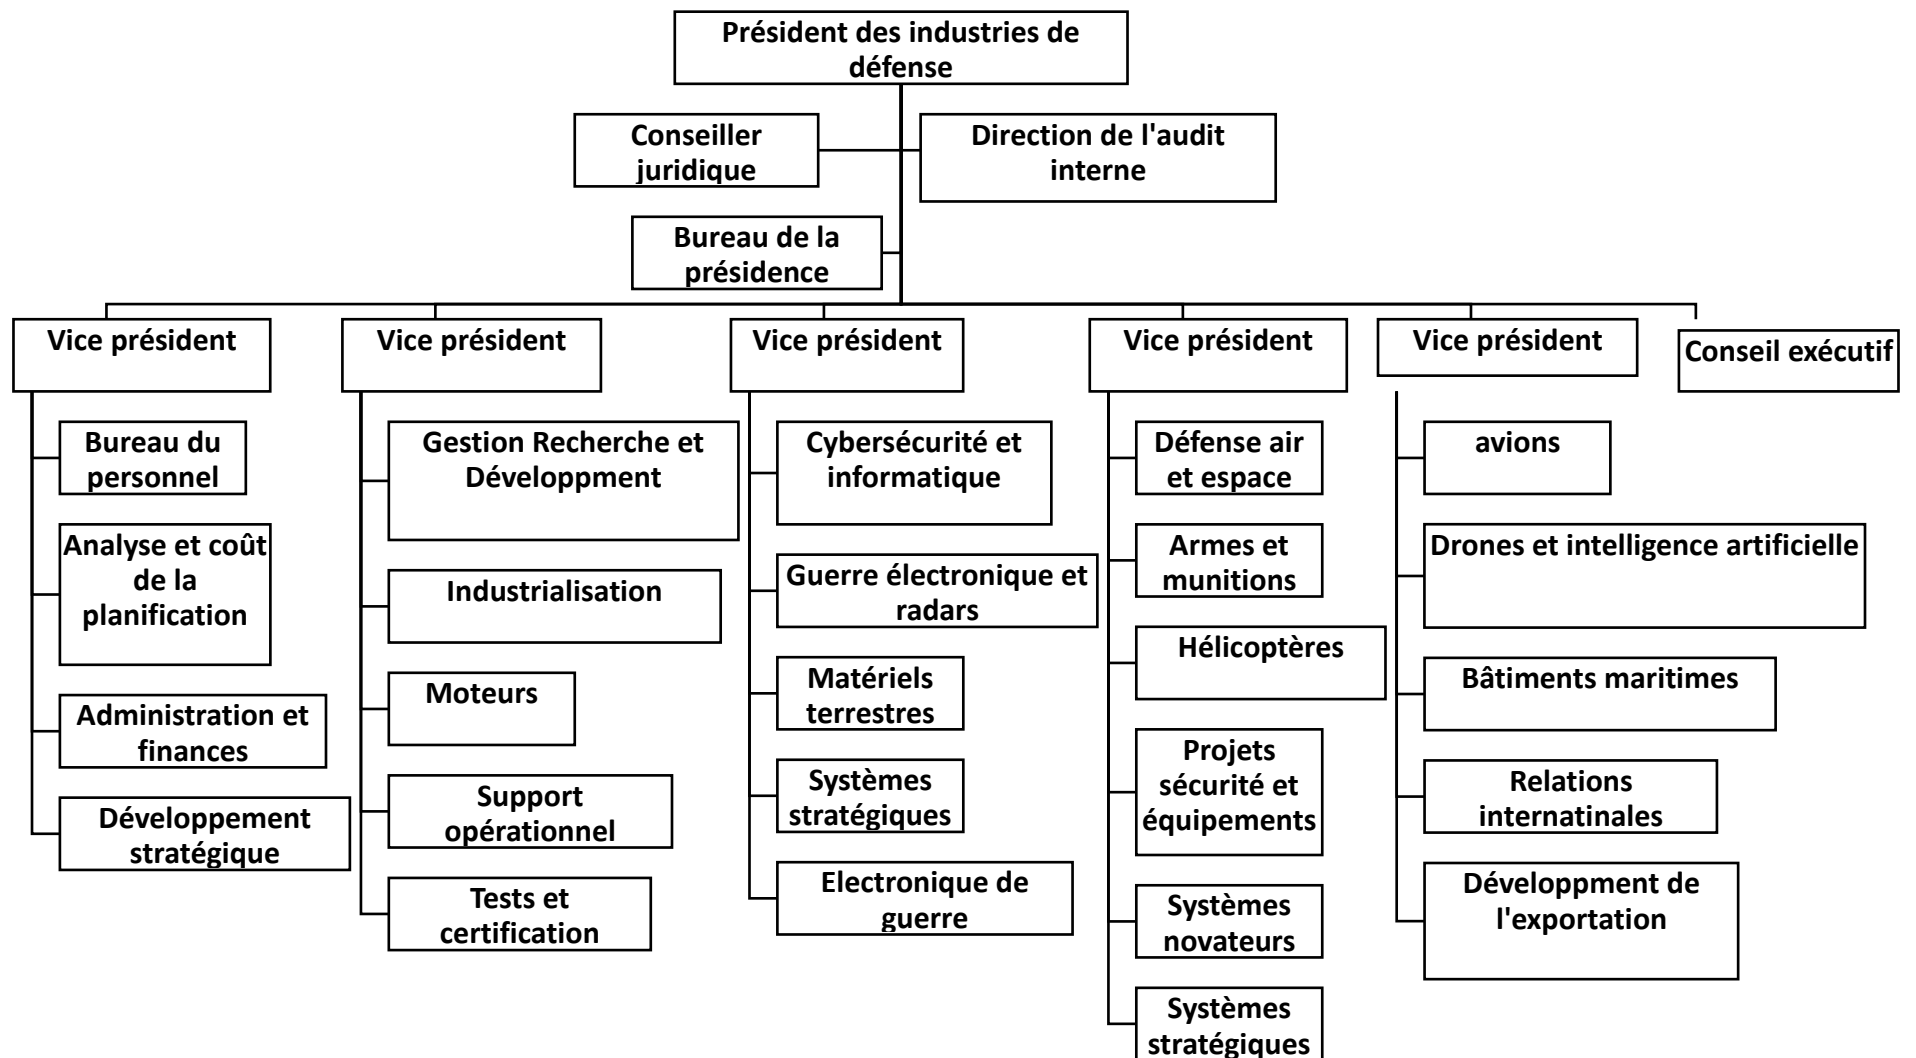 Président des industries de
défense
Conseiller
juridique
Direction de l'audit
interne
Bureau de la
présidence
Vice président
Vice président
Vice président
Vice président
Vice président
Conseil exécutif
Bureau du
personnel
Analyse et coût
de la
planification
Administration et
finances
Développement
stratégique
Gestion Recherche et
Développment
Industrialisation
Moteurs
Support
opérationnel
Tests et
certification
Cybersécurité et
informatique
Guerre électronique et
radars
Matériels
terrestres
Systèmes
stratégiques
Electronique de
guerre
Défense air
et espace
Armes et
munitions
Hélicoptères
Projets
sécurité et
équipements
Systèmes
novateurs
Systèmes
stratégiques
avions
Drones et intelligence artificielle
Bâtiments maritimes
Relations
internatinales
Développment de
l'exportation